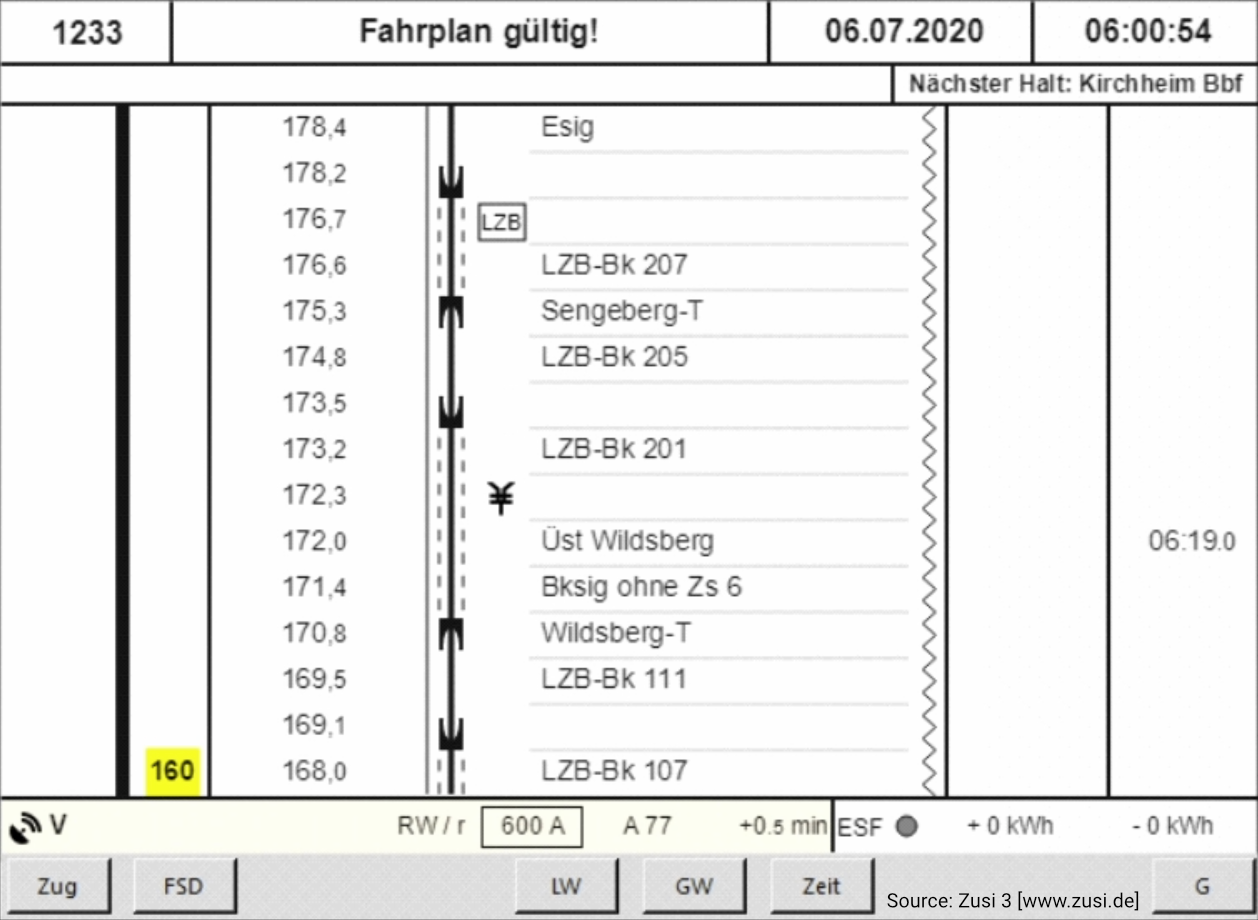 1233 Fahrplan gültig! 06.07.2020 06:00:54
Nächster Halt: Kirchheim Bbf
178,4 Esig
178,2
176,7 LZB
176,6 LZB-Bk 207
175,3 Sengeberg-T
174,8 LZB-Bk 205
173,5
173,2 LZB-Bk 201
172,3 ¥
172,0 Üst Wildsberg 06:19.0
171,4 Bksig ohne Zs 6
170,8 Wildsberg-T
169,5 LZB-Bk 111
169,1
160 168,0 LZB-Bk 107
V RW / r 600 A A 77 +0.5 min ESF + 0 kWh - 0 kWh
Zug FSD LW GW Zeit G
Source: Zusi 3 [www.zusi.de]